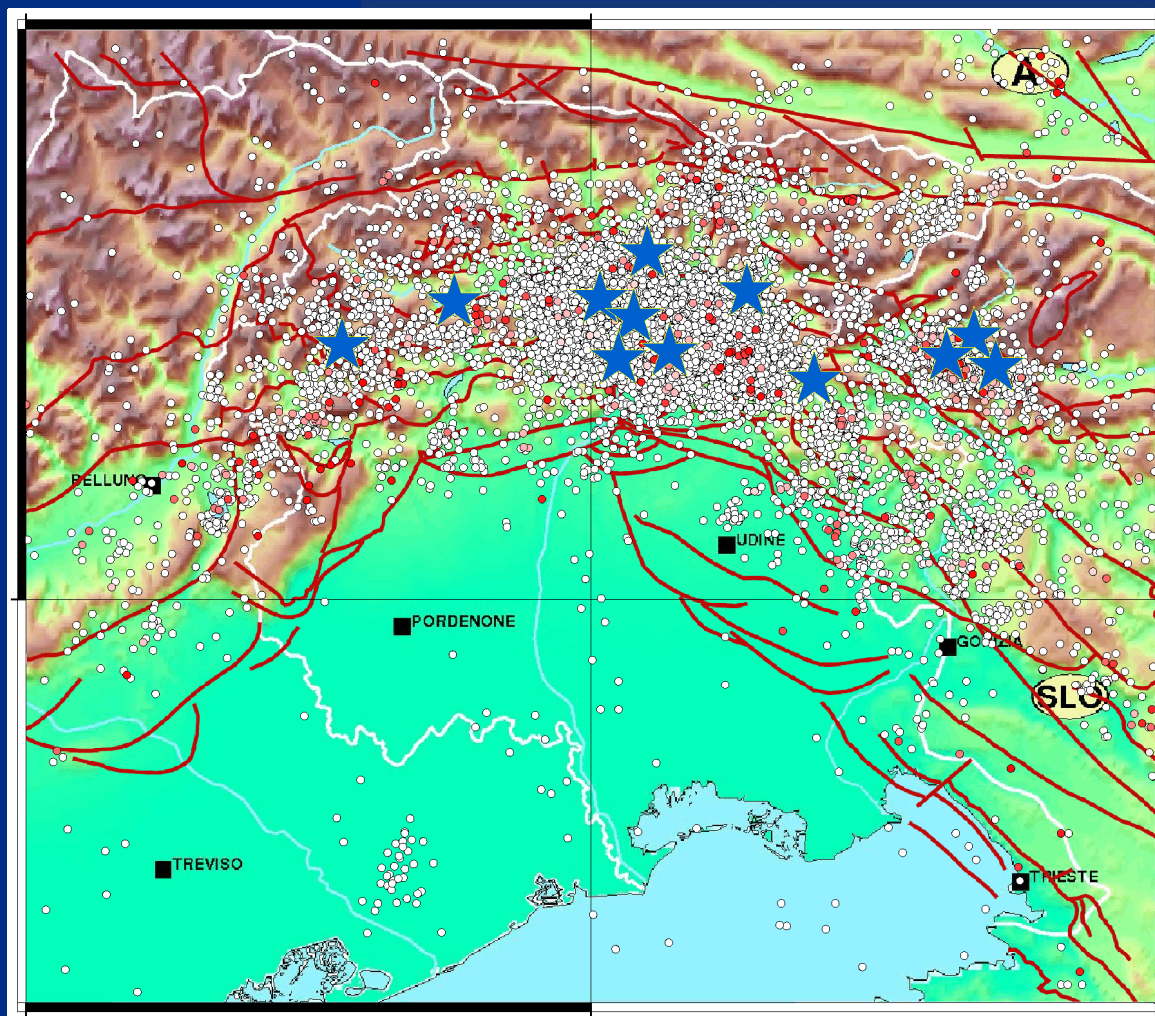 A
BELLUNO
UDINE
PORDENONE
GORIZIA
SLO
TREVISO
TRIESTE